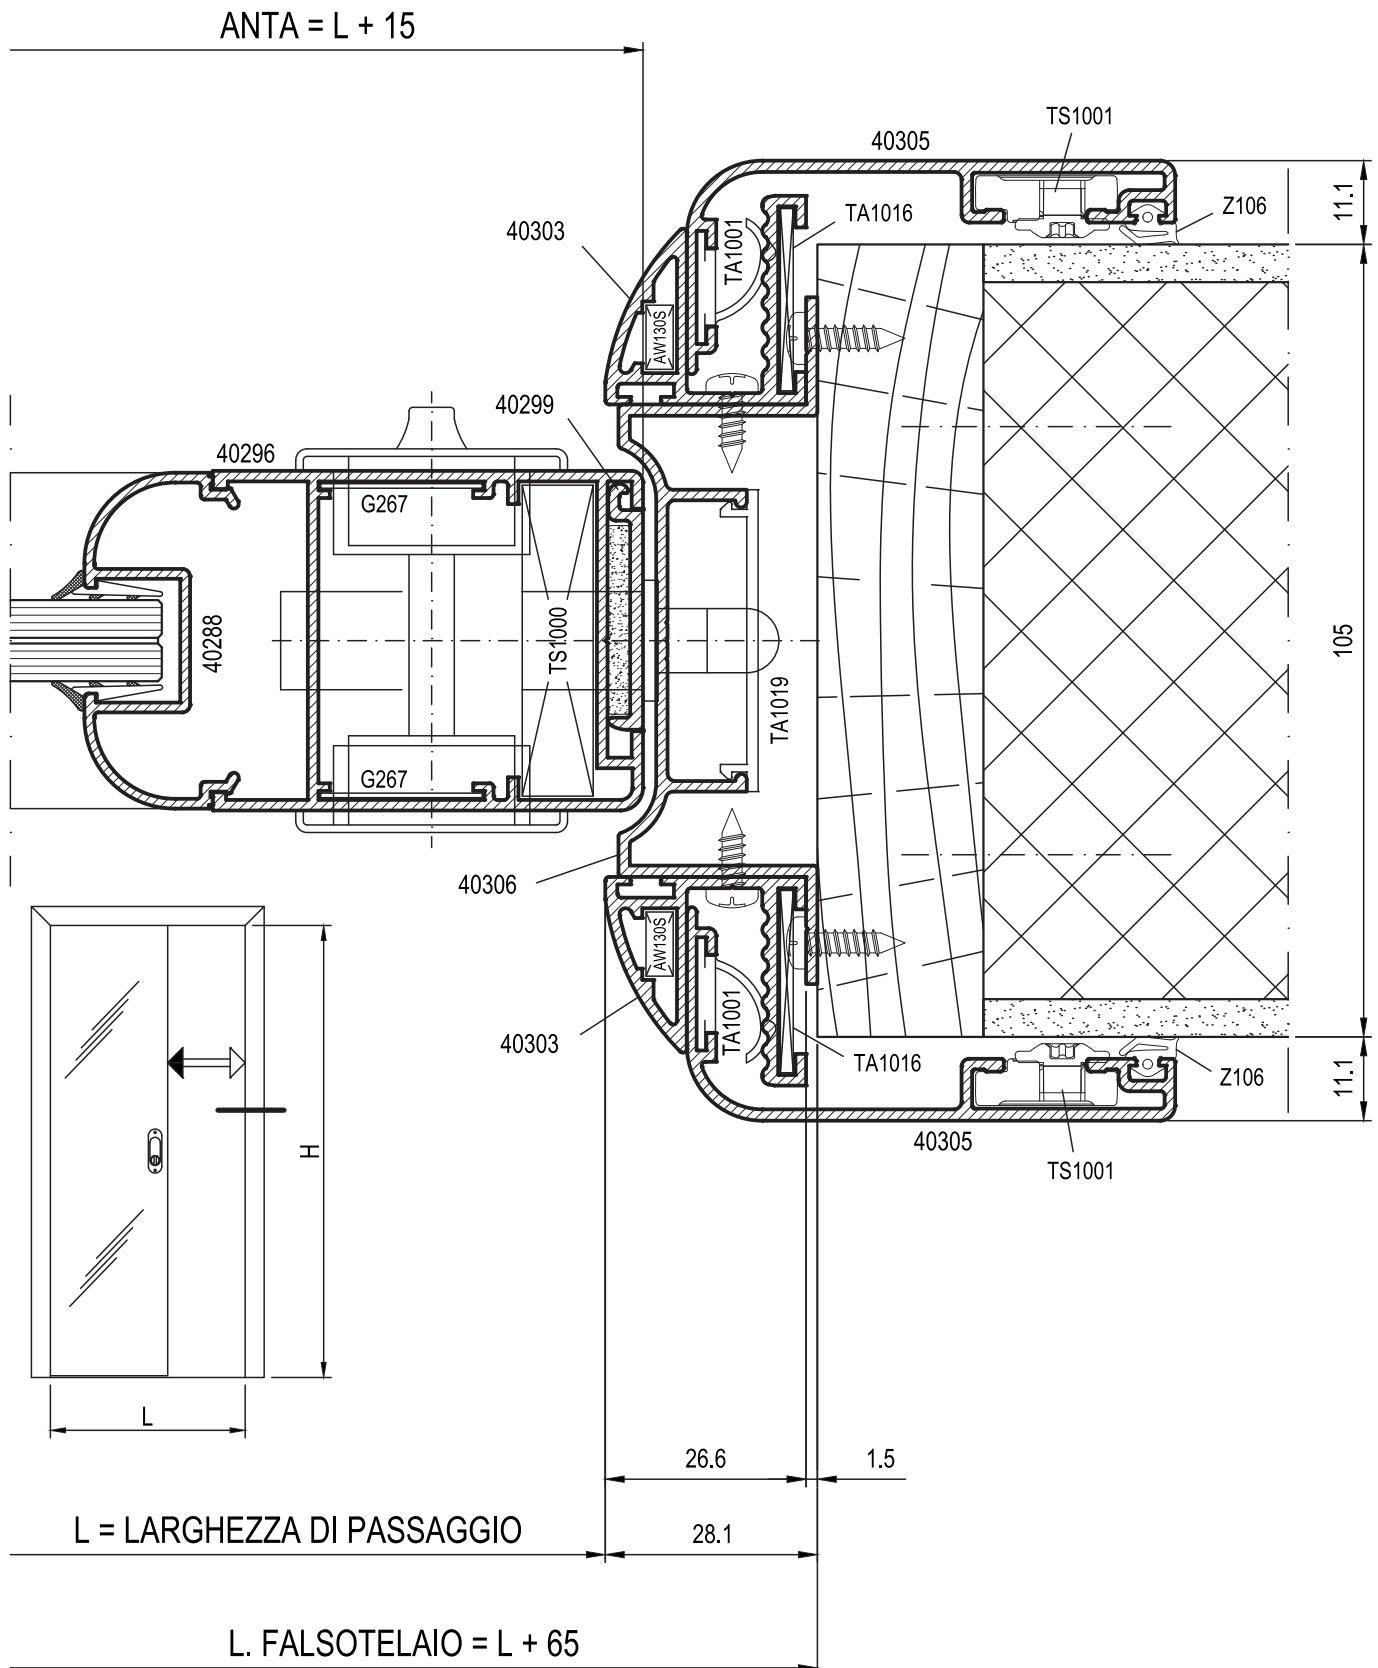 ANTA = L + 15
TS1001
40305
11.1
Z106
TA1016
40303
TA1001
AW130S
40299
40296
G267
105
40288
TS1000
TA1019
G267
40306
AW130S
40303
TA1001
TA1016
Z106
11.1
40305
TS1001
H
L
26.6
1.5
L = LARGHEZZA DI PASSAGGIO
28.1
L. FALSOTELAIO = L + 65